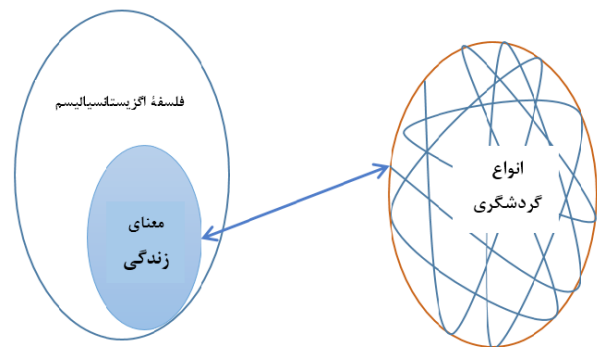 فلسفهٔ اگزیستانسیالیسم
معنای
زندگی
انواع
گردشگری